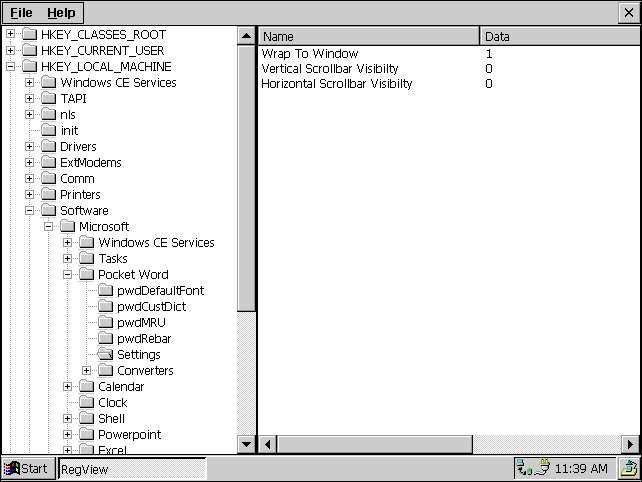 File Help
HKEY_CLASSES_ROOT
HKEY_CURRENT_USER
HKEY_LOCAL_MACHINE
Windows CE Services
TAPI
nls
init
Drivers
ExtModems
Comm
Printers
Software
Microsoft
Windows CE Services
Tasks
Pocket Word
pwdDefaultFont
pwdCustDict
pwdMRU
pwdRebar
Settings
Converters
Calendar
Clock
Shell
Powerpoint
Excel
Name Data
Wrap To Window 1
Vertical Scrollbar Visibilty 0
Horizontal Scrollbar Visibilty 0
Start RegView 11:39 AM